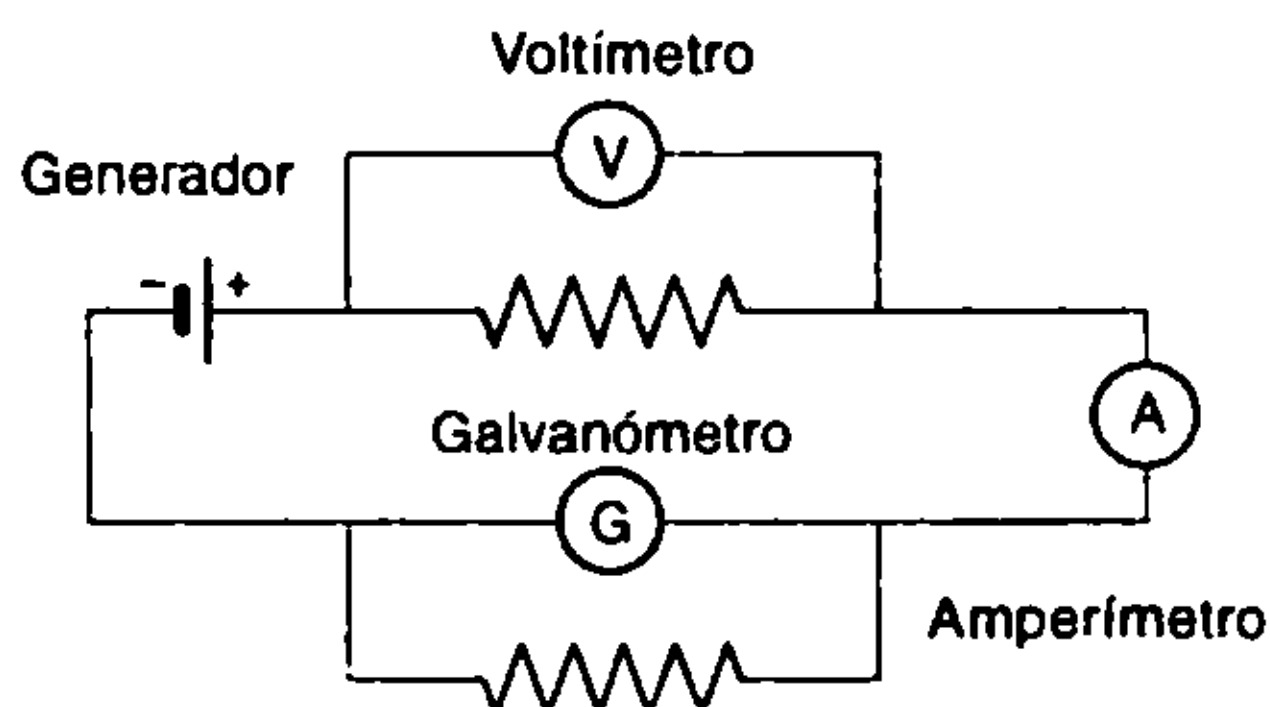 Voltímetro
V
Generador
- +
Galvanómetro
A
G
Amperímetro